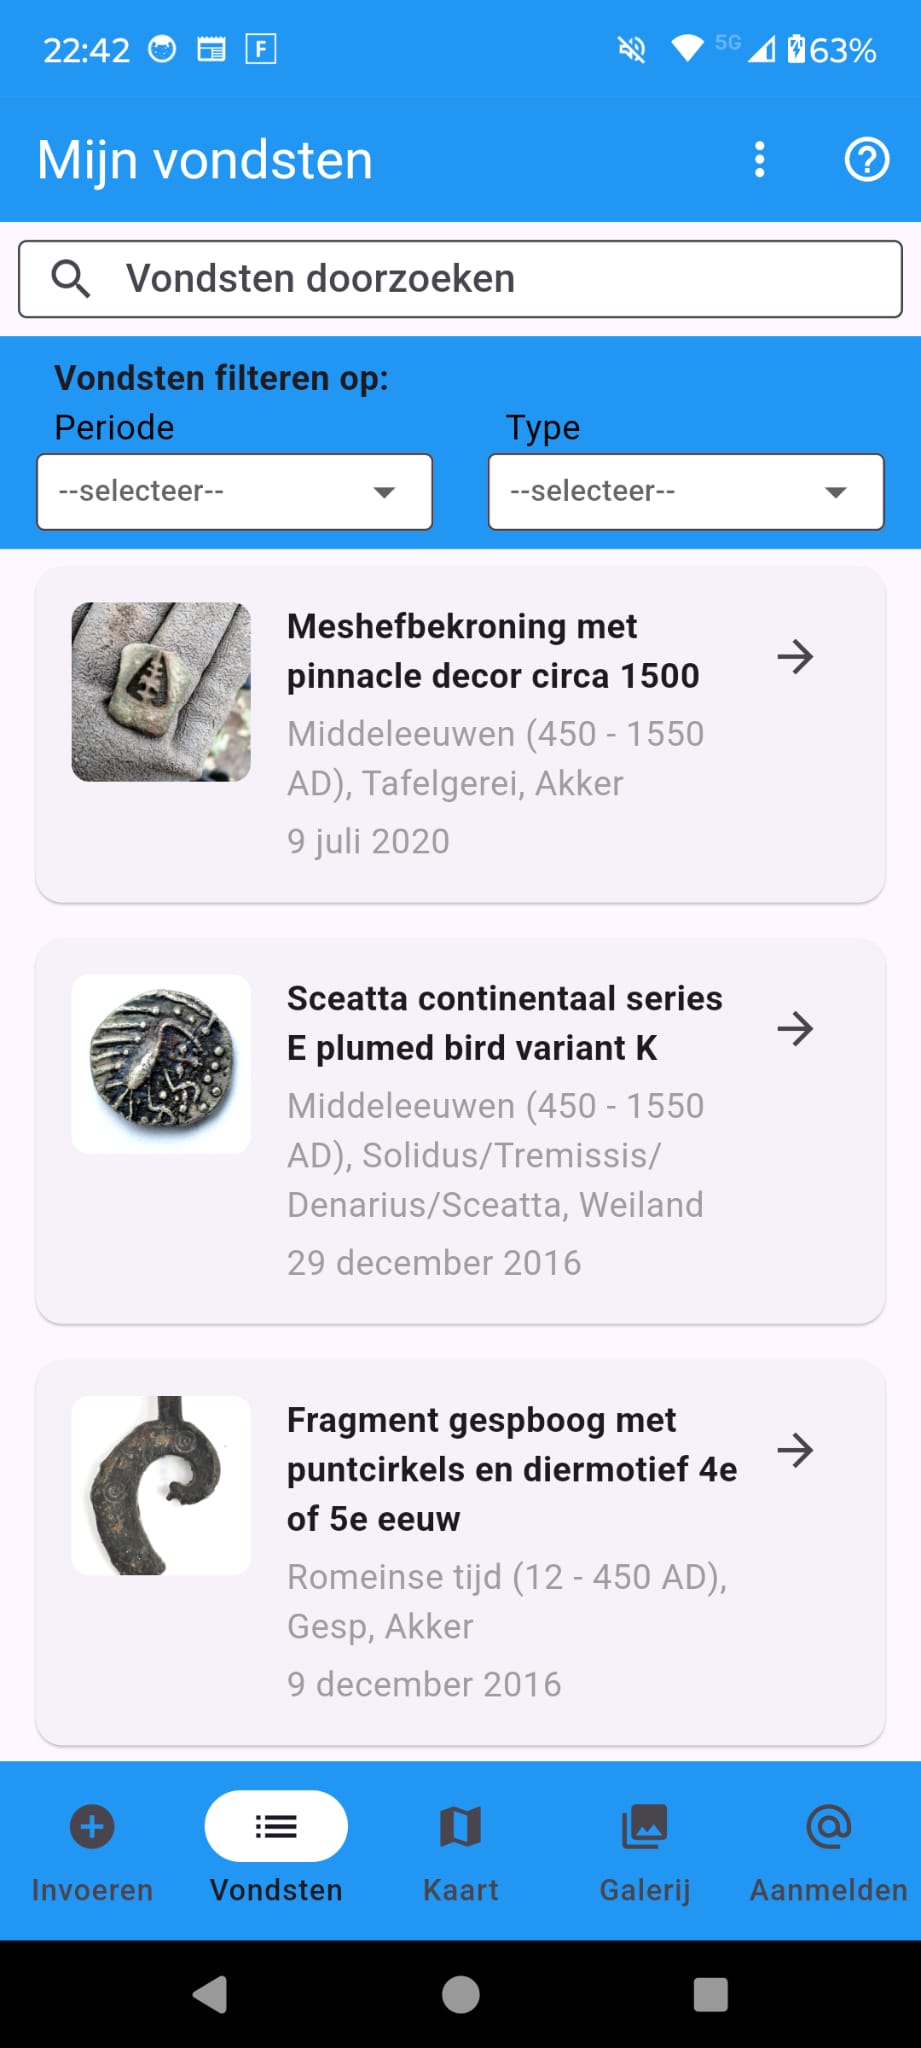 22:42 F 5G 63%
Mijn vondsten
Vondsten doorzoeken
Vondsten filteren op:
Periode Type
--selecteer-- --selecteer--
Meshefbekroning met
pinnacle decor circa 1500
Middeleeuwen (450 - 1550
AD), Tafelgerei, Akker
9 juli 2020
Sceatta continentaal series
E plumed bird variant K
Middeleeuwen (450 - 1550
AD), Solidus/Tremissis/
Denarius/Sceatta, Weiland
29 december 2016
Fragment gespboog met
puntcirkels en diermotief 4e
of 5e eeuw
Romeinse tijd (12 - 450 AD),
Gesp, Akker
9 december 2016
Invoeren Vondsten Kaart Galerij Aanmelden